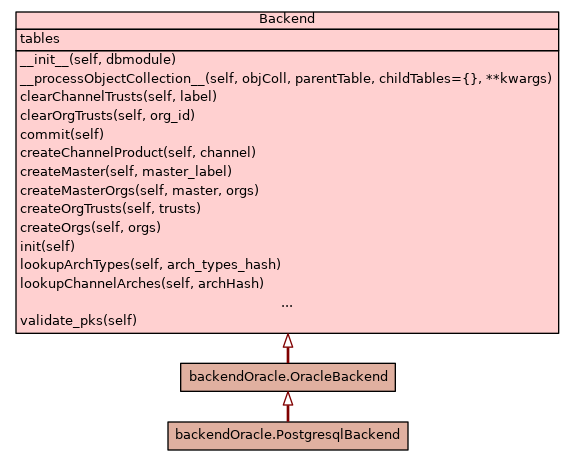 Backend
tables
__init__(self, dbmodule)
__processObjectCollection__(self, objColl, parentTable, childTables={}, **kwargs)
clearChannelTrusts(self, label)
clearOrgTrusts(self, org_id)
commit(self)
createChannelProduct(self, channel)
createMaster(self, master_label)
createMasterOrgs(self, master, orgs)
createOrgTrusts(self, trusts)
createOrgs(self, orgs)
init(self)
lookupArchTypes(self, arch_types_hash)
lookupChannelArches(self, archHash)
...
validate_pks(self)
backendOracle.OracleBackend
backendOracle.PostgresqlBackend